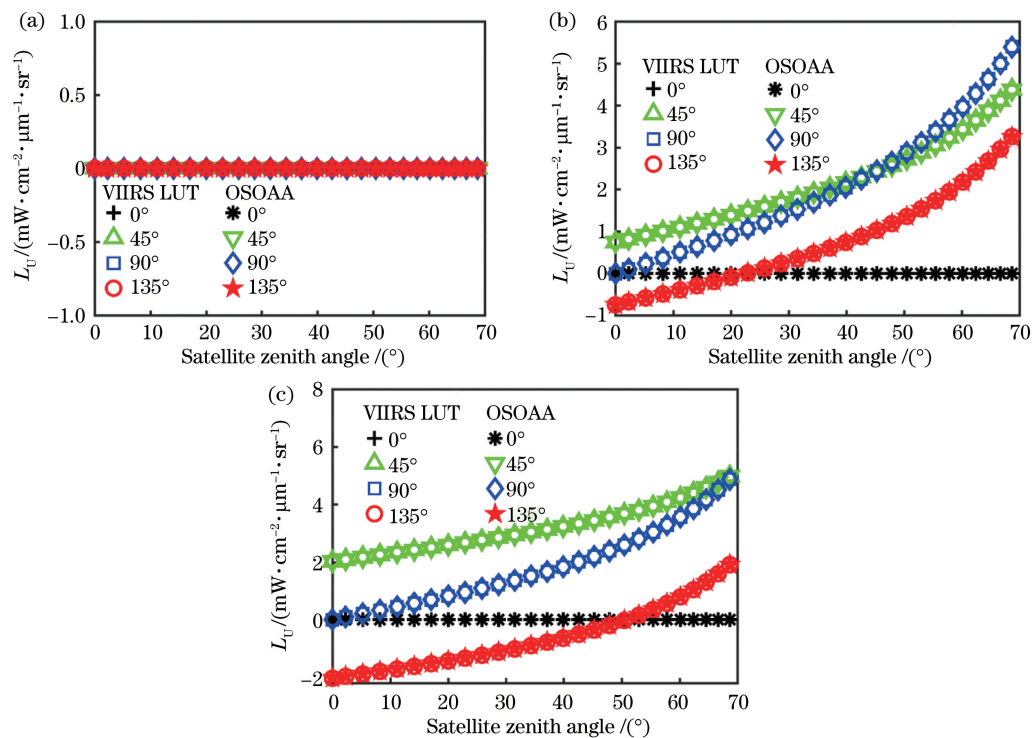 (a)
1.0
0.5
0
−0.5
−1.0
L_U/(mW·cm⁻²·μm⁻¹·sr⁻¹)
VIIRS LUT OSOAA
0° 0°
45° 45°
90° 90°
135° 135°
0 10 20 30 40 50 60 70
Satellite zenith angle /(°)
(b)
6
5
4
3
2
1
0
−1
L_U/(mW·cm⁻²·μm⁻¹·sr⁻¹)
VIIRS LUT OSOAA
0° 0°
45° 45°
90° 90°
135° 135°
0 10 20 30 40 50 60 70
Satellite zenith angle /(°)
(c)
8
6
4
2
0
−2
L_U/(mW·cm⁻²·μm⁻¹·sr⁻¹)
VIIRS LUT OSOAA
0° 0°
45° 45°
90° 90°
135° 135°
0 10 20 30 40 50 60 70
Satellite zenith angle /(°)